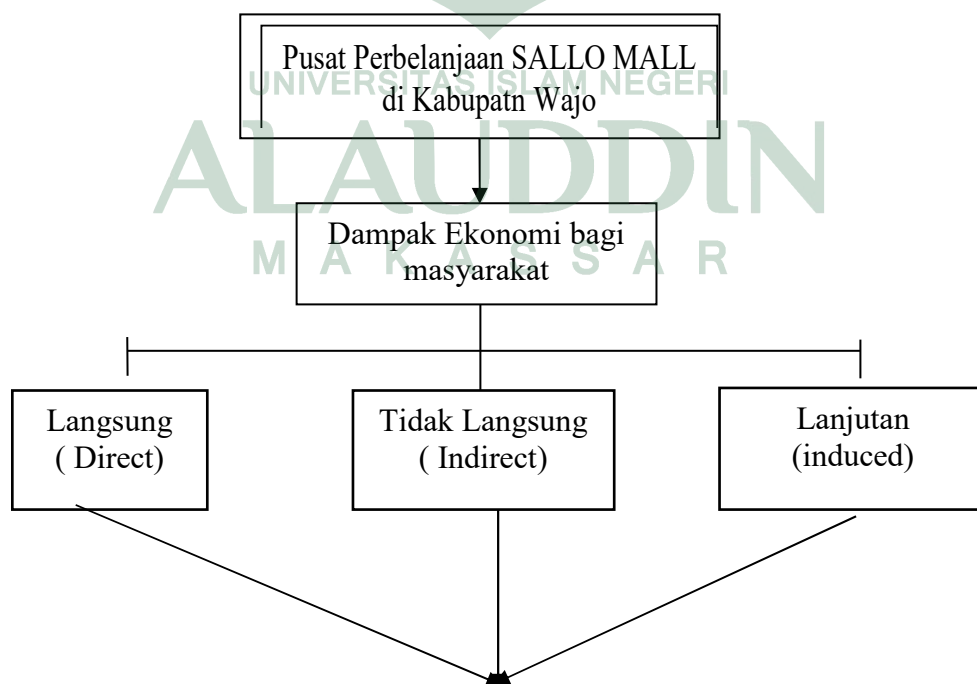 Pusat Perbelanjaan SALLO MALL
UNIVERSITAS ISLAM NEGERI
di Kabupatn Wajo
ALAUDDIN
Dampak Ekonomi bagi
MAKASSAR
masyarakat
Langsung
( Direct)
Tidak Langsung
( Indirect)
Lanjutan
(induced)